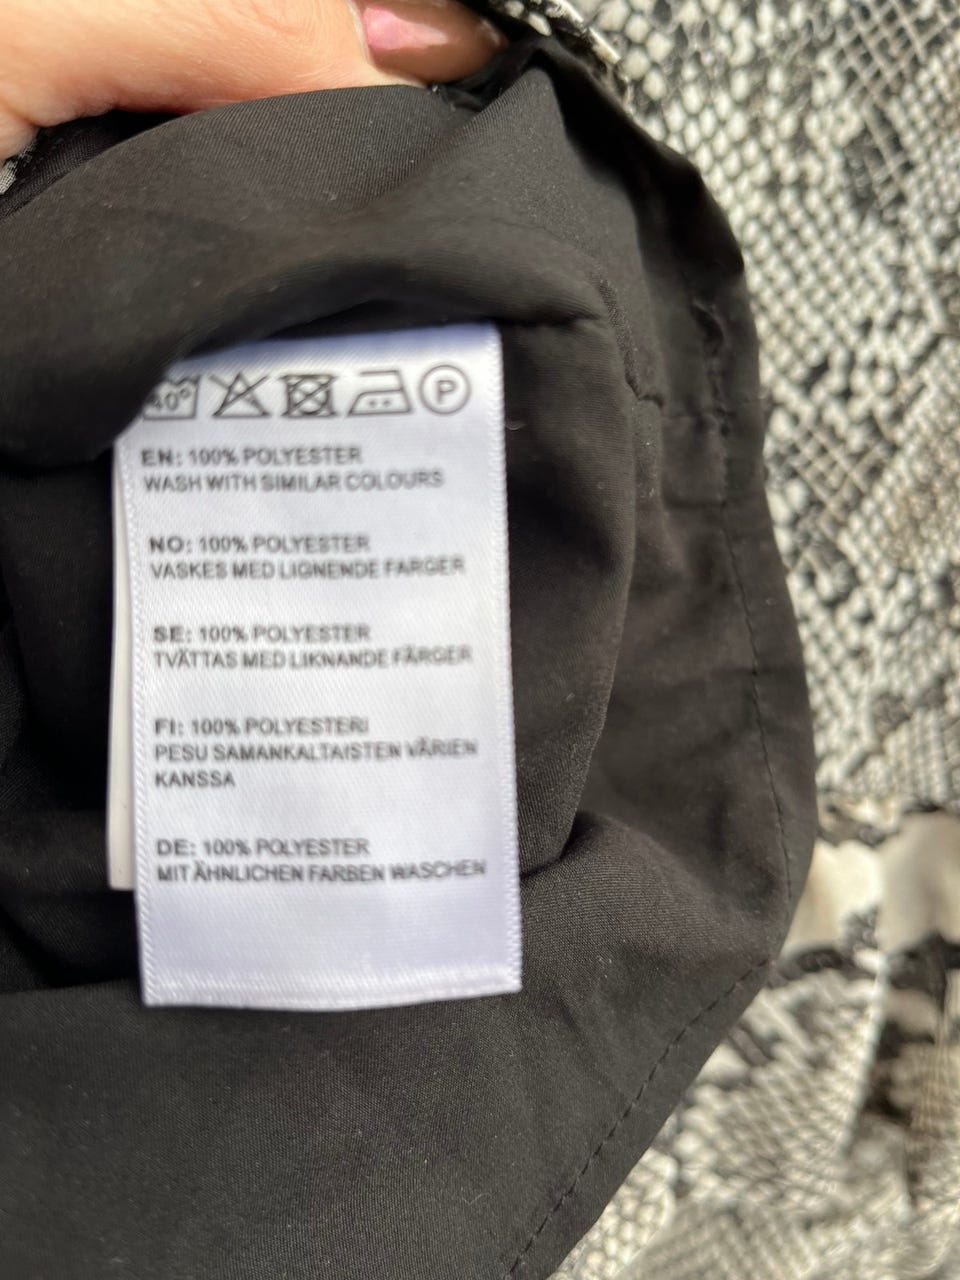 40°
P
EN: 100% POLYESTER
WASH WITH SIMILAR COLOURS
NO: 100% POLYESTER
VASKES MED LIGNENDE FARGER
SE: 100% POLYESTER
TVÄTTAS MED LIKNANDE FÄRGER
FI: 100% POLYESTERI
PESU SAMANKALTAISTEN VÄRIEN
KANSSA
DE: 100% POLYESTER
MIT ÄHNLICHEN FARBEN WASCHEN